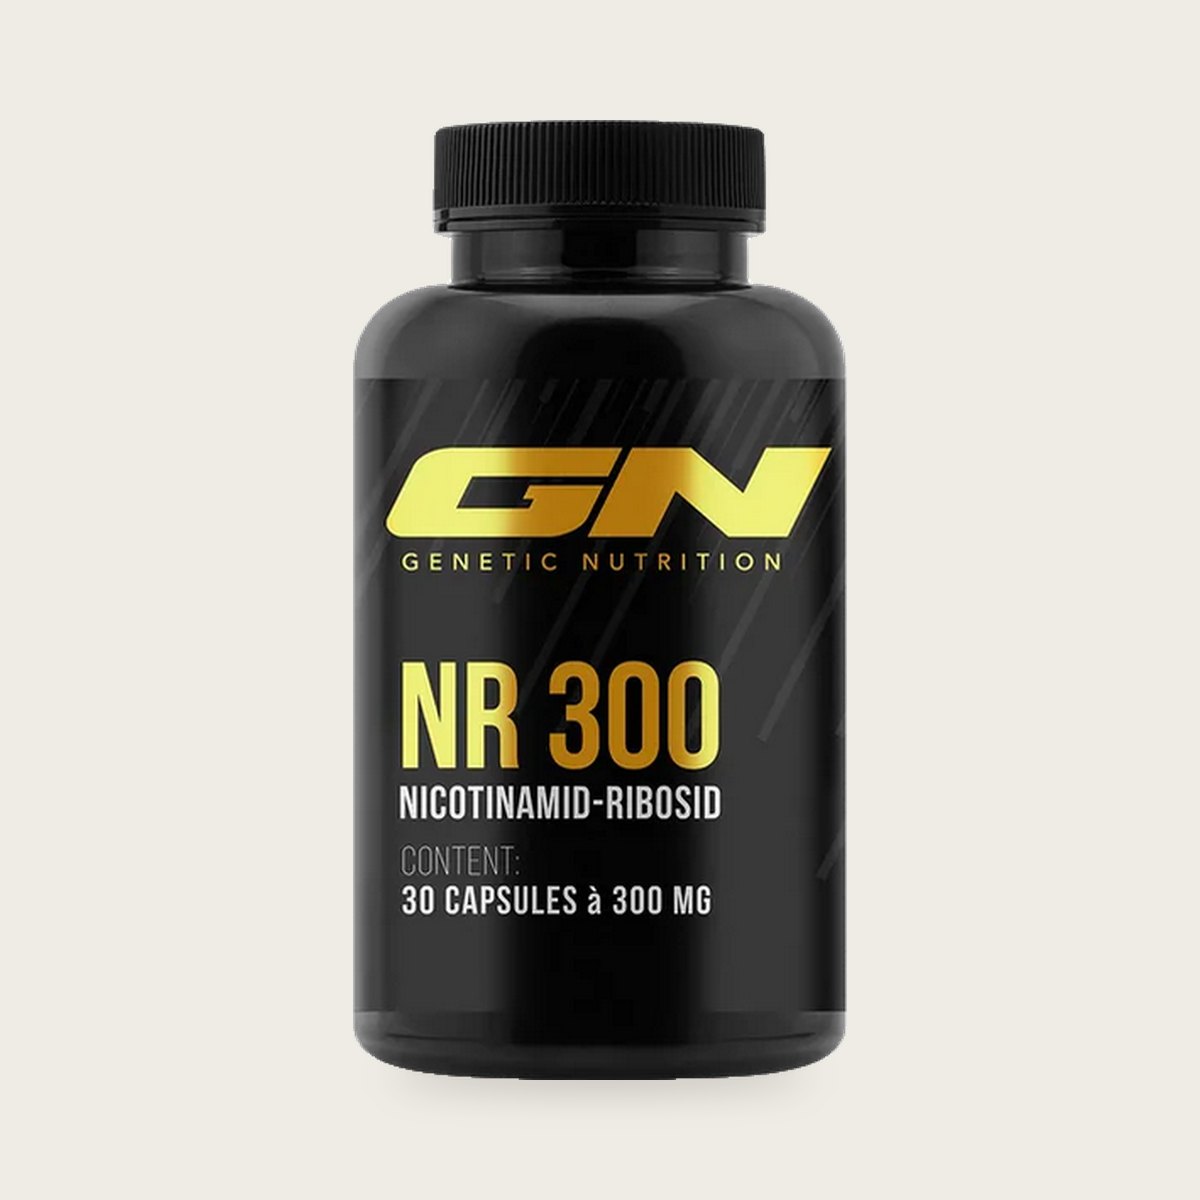 GN
GENETIC NUTRITION
NR 300
NICOTINAMID-RIBOSID
CONTENT:
30 CAPSULES à 300 MG